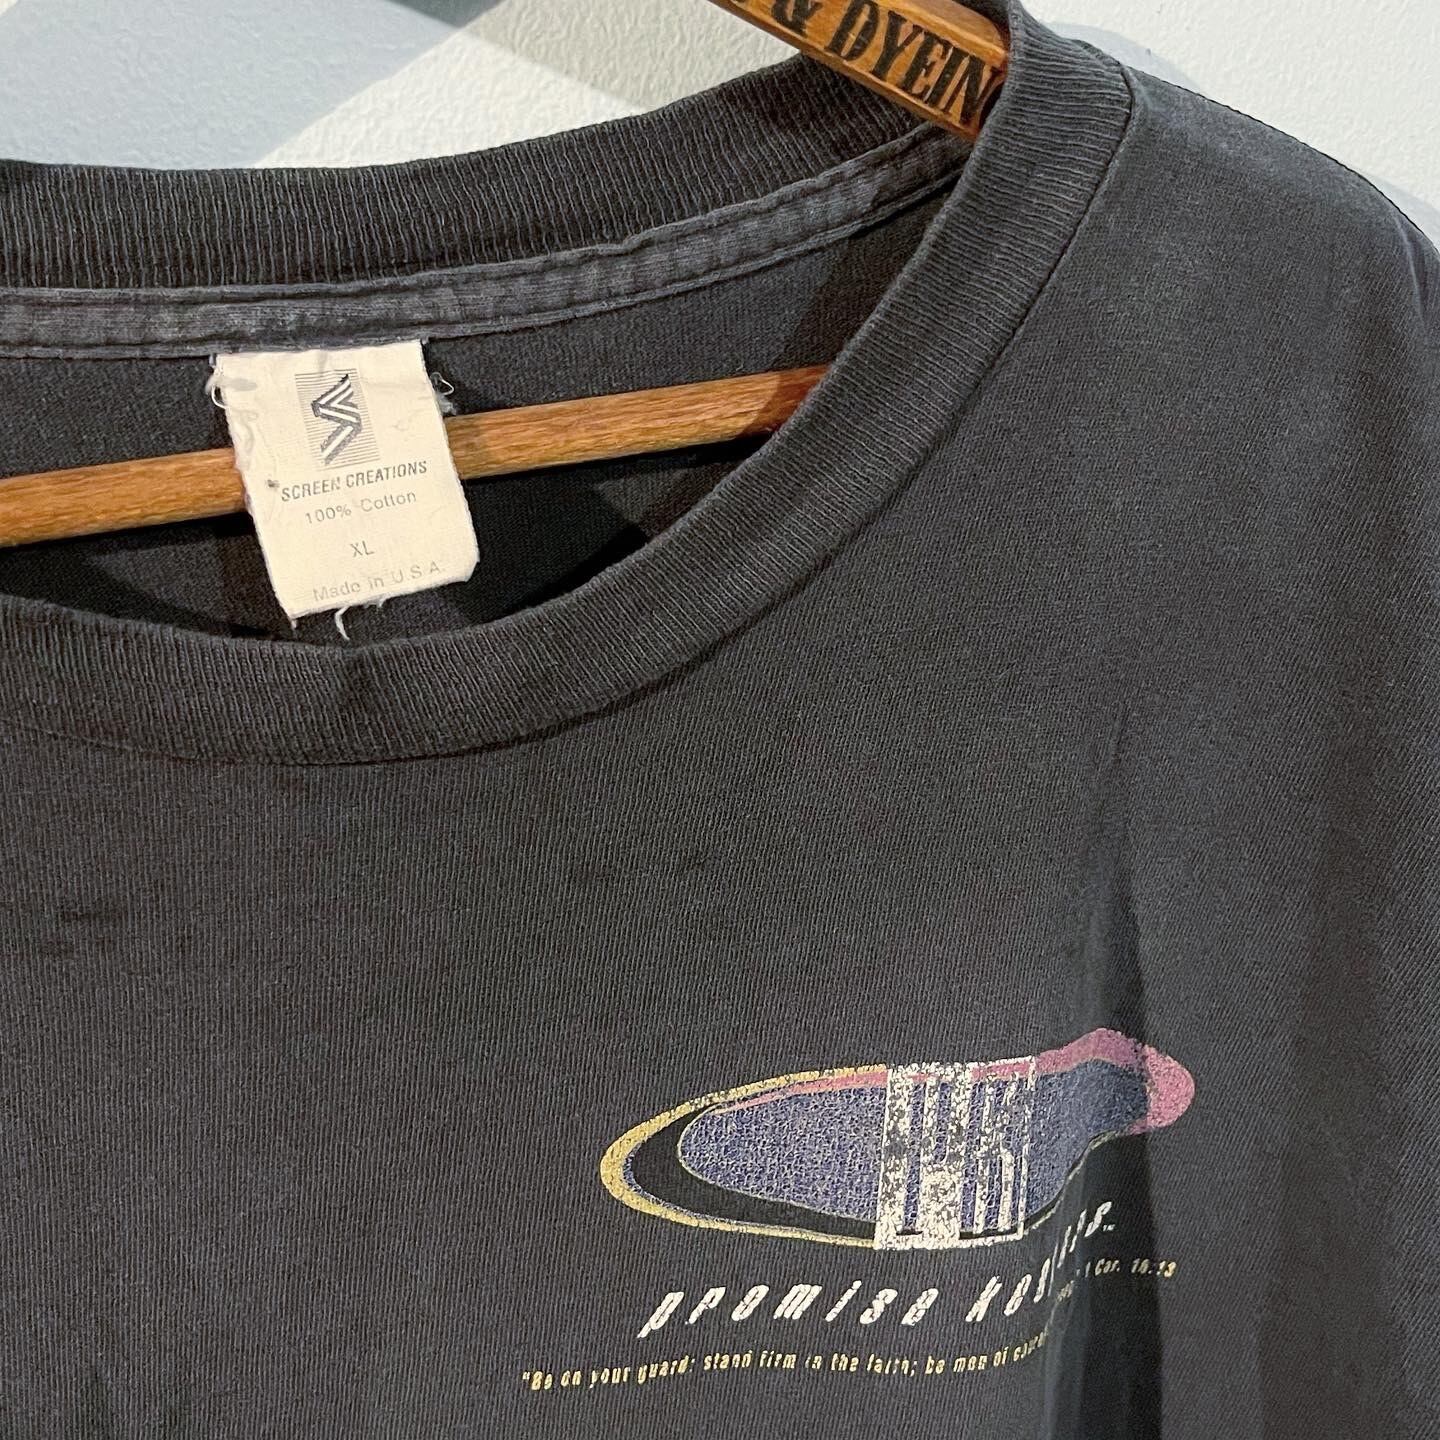 & DYEIN
SCREEN CREATIONS
100% Cotton
XL
Made in U.S.A.
PK
promise keepers™
"Be on your guard; stand firm in the faith; be men of 1 Cor. 16:13